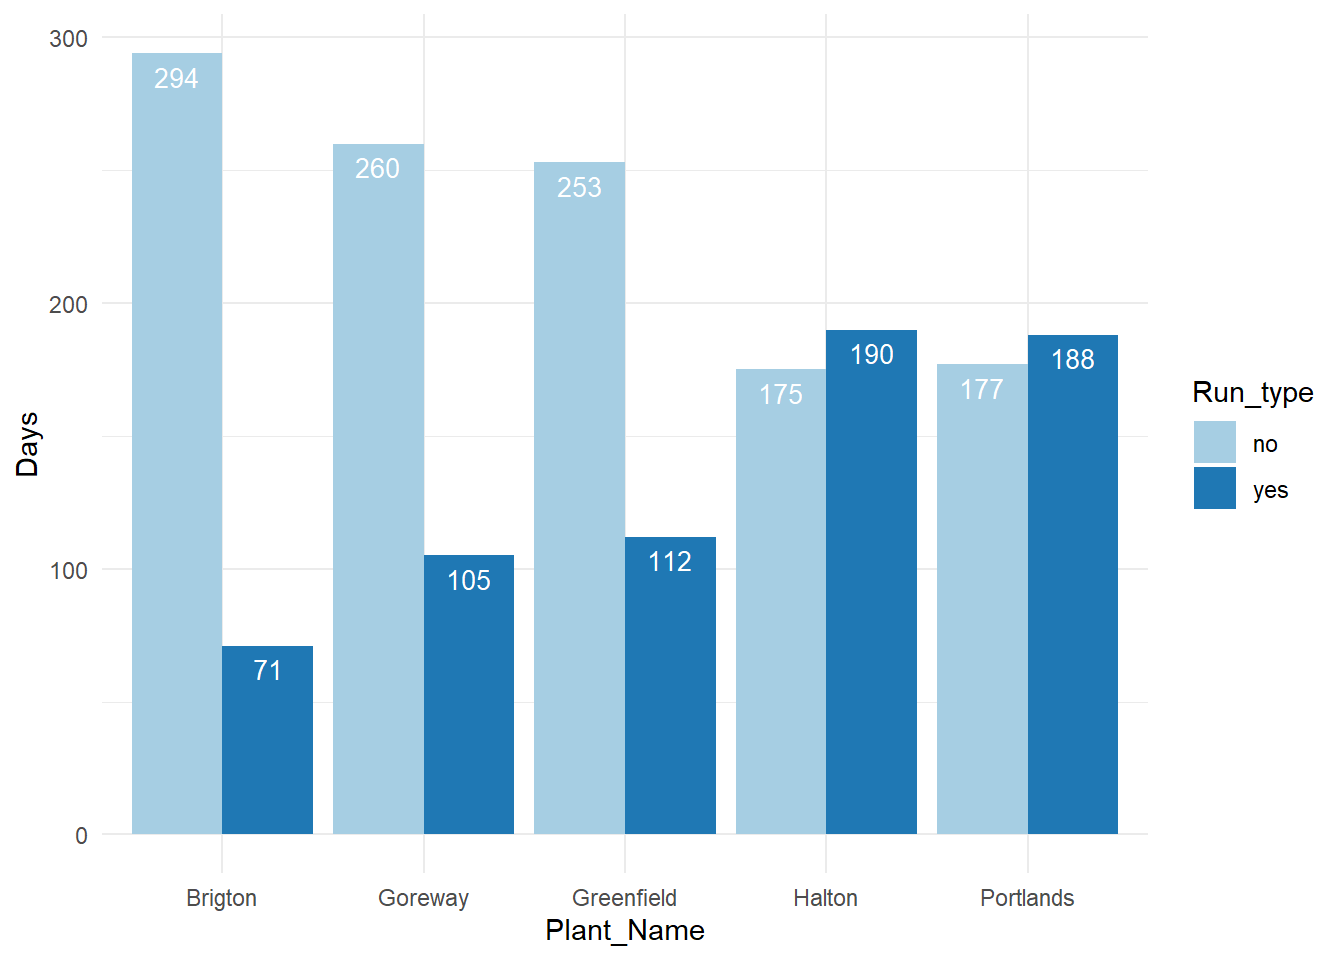 300
200
100
0
Days
294
71
260
105
253
112
175
190
177
188
Brigton
Goreway
Greenfield
Halton
Portlands
Plant_Name
Run_type
no
yes